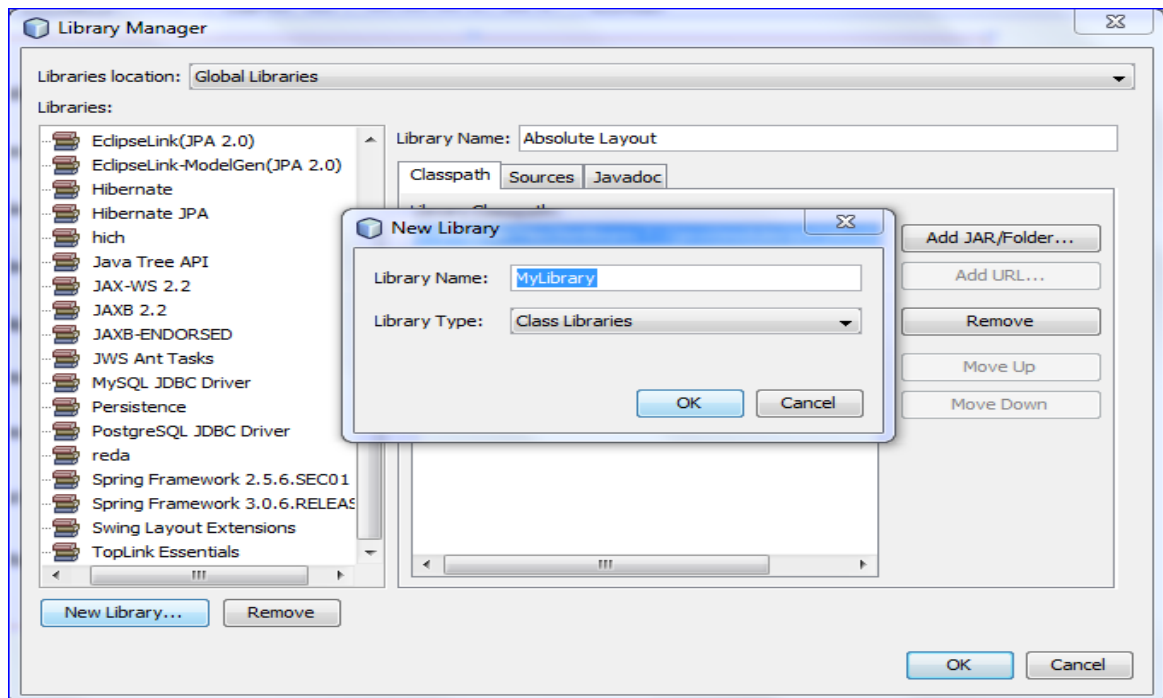 Library Manager
Libraries location: Global Libraries
Libraries:
EclipseLink(JPA 2.0)
EclipseLink-ModelGen(JPA 2.0)
Hibernate
Hibernate JPA
hich
Java Tree API
JAX-WS 2.2
JAXB 2.2
JAXB-ENDORSED
JWS Ant Tasks
MySQL JDBC Driver
Persistence
PostgreSQL JDBC Driver
reda
Spring Framework 2.5.6.SEC01
Spring Framework 3.0.6.RELEAS
Swing Layout Extensions
TopLink Essentials
New Library... Remove
Library Name: Absolute Layout
Classpath Sources Javadoc
New Library
Library Name: MyLibrary
Library Type: Class Libraries
OK Cancel
Add JAR/Folder...
Add URL...
Remove
Move Up
Move Down
OK Cancel